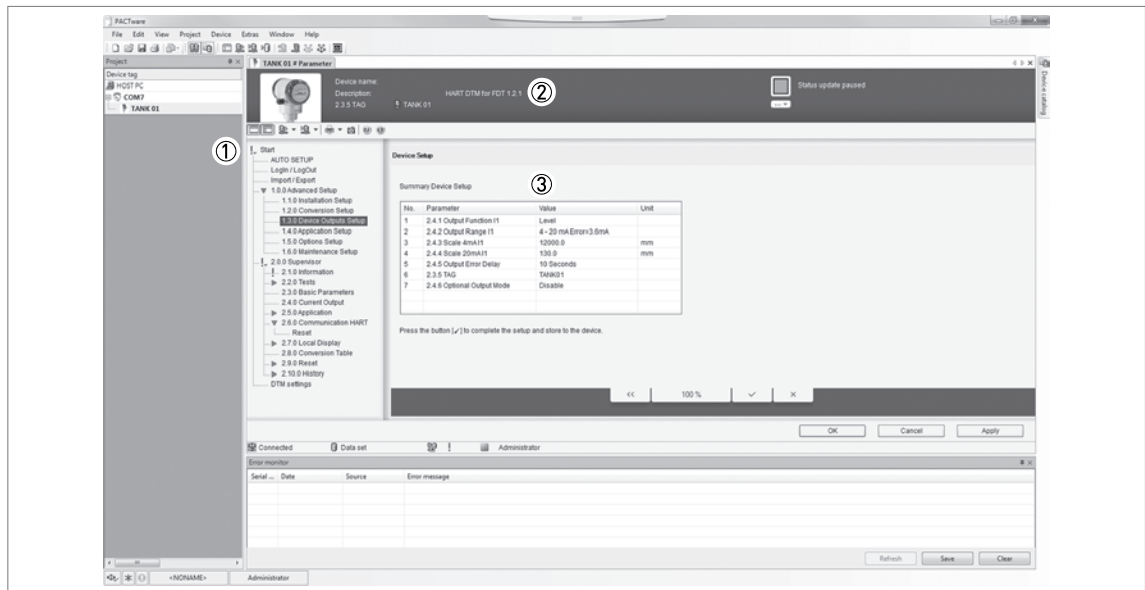 PACTware
File Edit View Project Device Extras Window Help
Project
TANK 01 # Parameter
Device tag
HOST PC
COM7
TANK 01
Device name:
Description: HART DTM for FDT 1.2.1
2.3.5 TAG TANK 01
②
Status update paused
Device catalog
①
Start
AUTO SETUP
Login / LogOut
Import / Export
1.0.0 Advanced Setup
1.1.0 Installation Setup
1.2.0 Conversion Setup
1.3.0 Device Outputs Setup
1.4.0 Application Setup
1.5.0 Options Setup
1.6.0 Maintenance Setup
2.0.0 Supervisor
2.1.0 Information
2.2.0 Tests
2.3.0 Basic Parameters
2.4.0 Current Output
2.5.0 Application
2.6.0 Communication HART
Reset
2.7.0 Local Display
2.8.0 Conversion Table
2.9.0 Reset
2.10.0 History
DTM settings
Device Setup
Summary Device Setup
③
No. Parameter Value Unit
1 2.4.1 Output Function I1 Level
2 2.4.2 Output Range I1 4 - 20 mA Error=3.6mA
3 2.4.3 Scale 4mA I1 12000.0 mm
4 2.4.4 Scale 20mA I1 130.0 mm
5 2.4.5 Output Error Delay 10 Seconds
6 2.3.5 TAG TANK01
7 2.4.6 Optional Output Mode Disable
Press the button [✓] to complete the setup and store to the device.
<< 100 % ✓ ×
OK Cancel Apply
Connected Data set Administrator
Error monitor
Serial ... Date Source Error message
Refresh Save Clear
<NONAME> Administrator